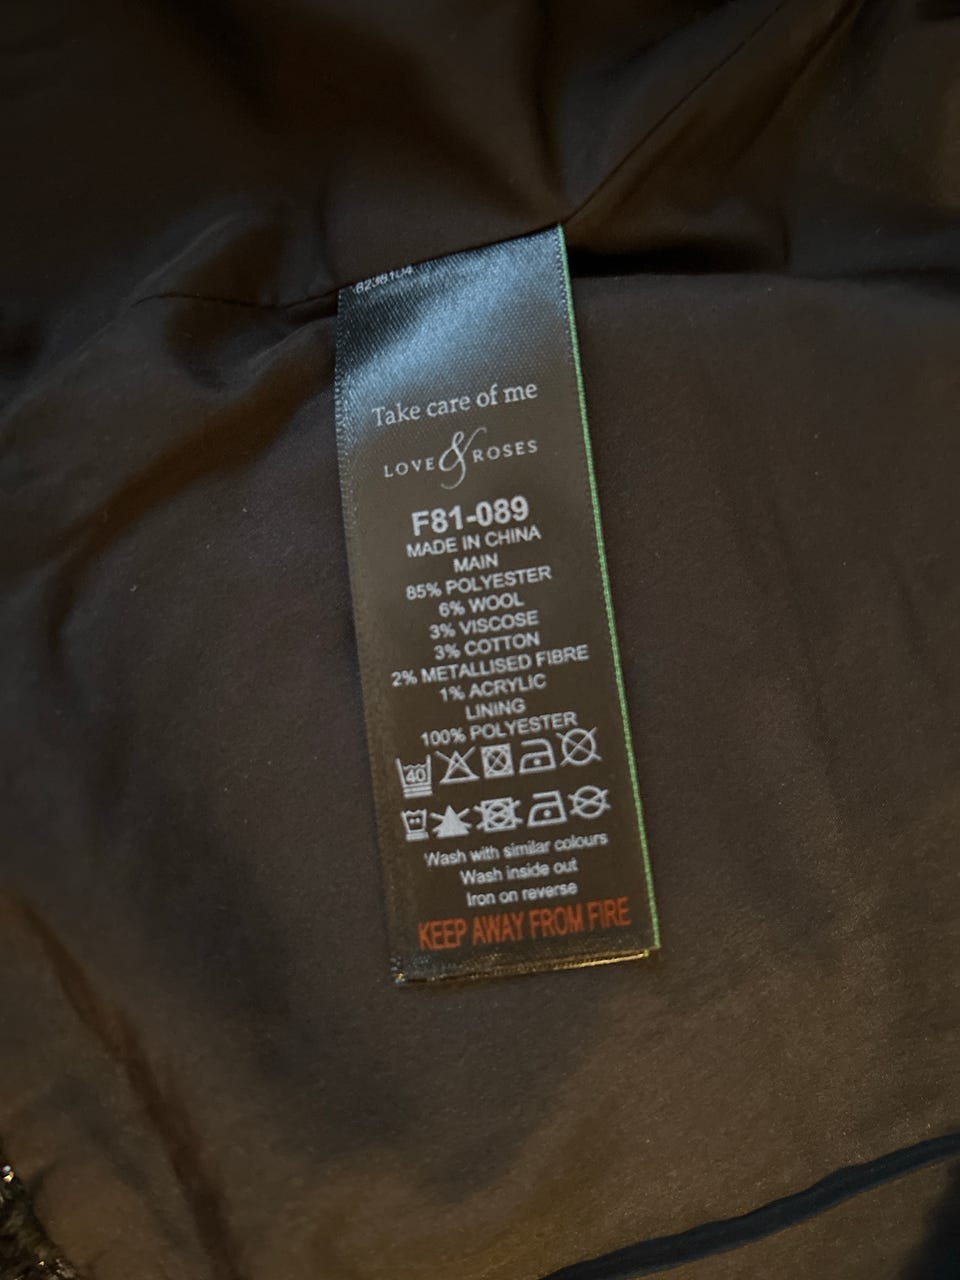 8238104
Take care of me
LOVE & ROSES
F81-089
MADE IN CHINA
MAIN
85% POLYESTER
6% WOOL
3% VISCOSE
3% COTTON
2% METALLISED FIBRE
1% ACRYLIC
LINING
100% POLYESTER
40
Wash with similar colours
Wash inside out
Iron on reverse
KEEP AWAY FROM FIRE